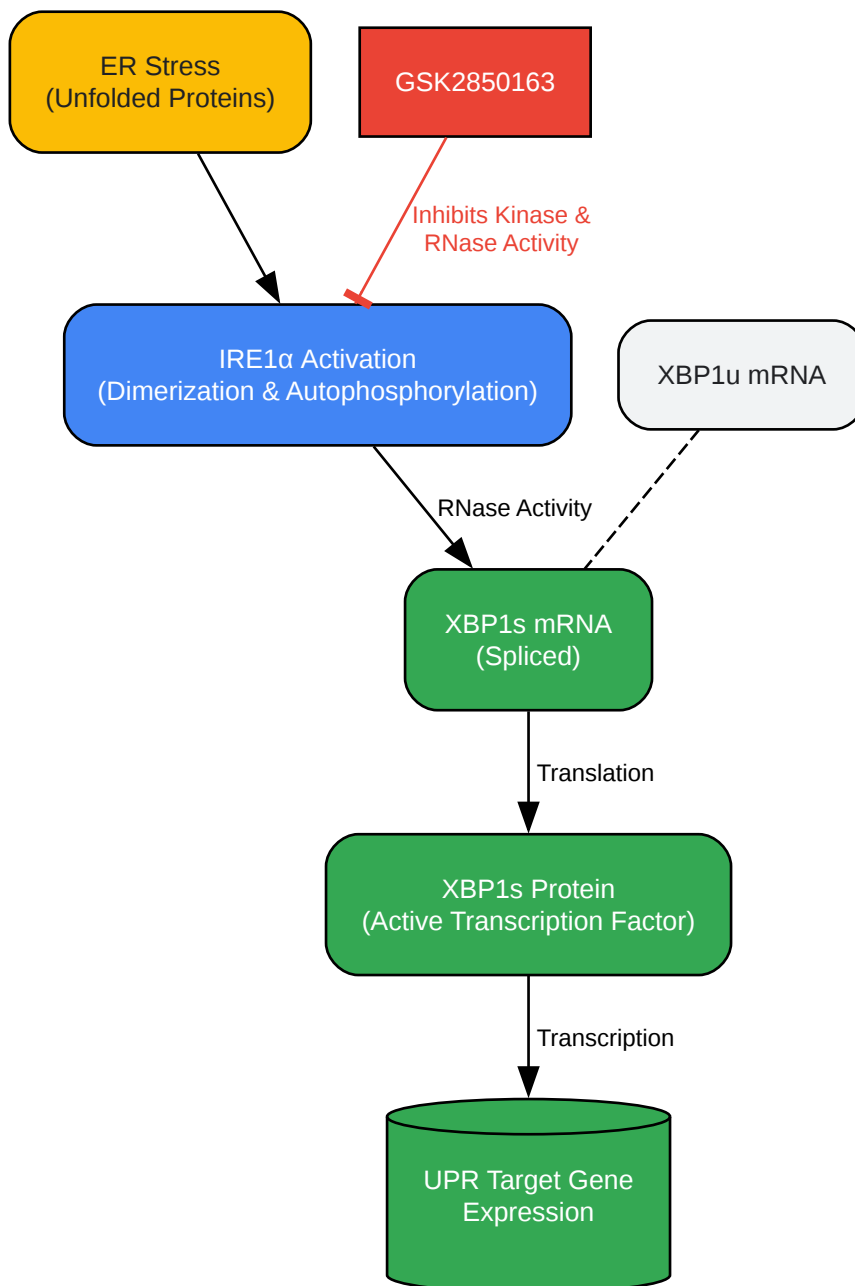 ER Stress
(Unfolded Proteins)
GSK2850163
Inhibits Kinase &
RNase Activity
IRE1α Activation
(Dimerization & Autophosphorylation)
XBP1u mRNA
RNase Activity
XBP1s mRNA
(Spliced)
Translation
XBP1s Protein
(Active Transcription Factor)
Transcription
UPR Target Gene
Expression